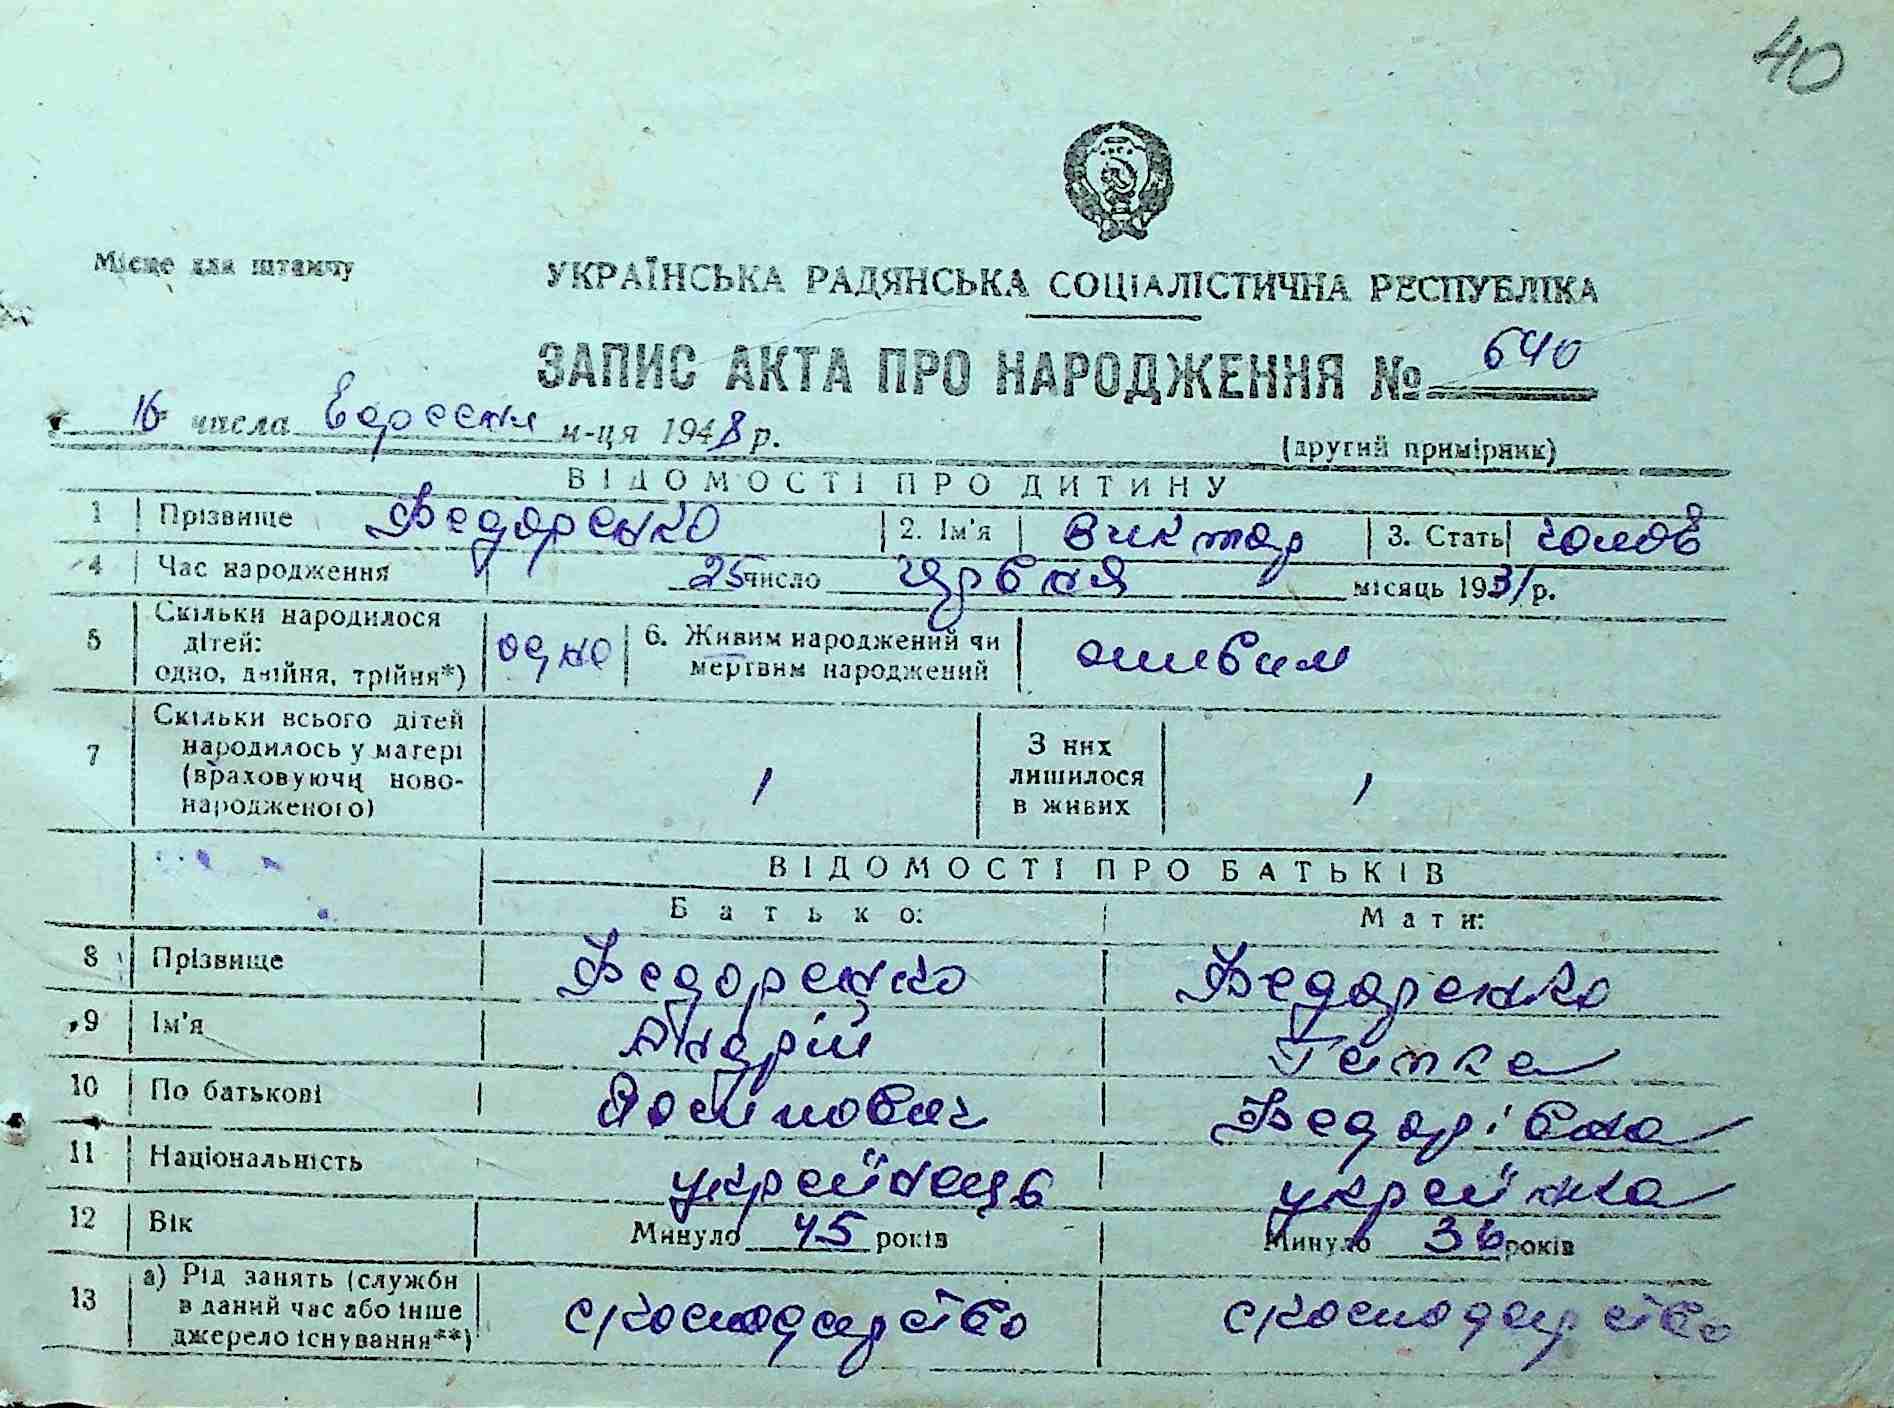 40
Місце для штампу
УКРАЇНСЬКА РАДЯНСЬКА СОЦІАЛІСТИЧНА РЕСПУБЛІКА
ЗАПИС АКТА ПРО НАРОДЖЕННЯ № 640
16 числа Вересня м-ця 1948 р.
(другий примірник)
ВІДОМОСТІ ПРО ДИТИНУ
1 Прізвище Федоренко 2. Ім'я Виктор 3. Стать чолов
4 Час народження 25 число місяць 1931 р.
5 Скільки народилося дітей: одно, двійня, трійня*) одно 6. Живим народжений чи мертвим народжений живим
7 Скільки всього дітей народилось у матері (враховуючи новонародженого) 1 З них лишилося в живих 1
ВІДОМОСТІ ПРО БАТЬКІВ
Батько: Мати:
8 Прізвище Федоренко Федоренко
9 Ім'я Андрій Гапка
10 По батькові Федорівна
11 Національність українець українка
12 Вік Минуло 45 років Минуло 36 років
13 а) Рід занять (служби в даний час або інше джерело існування**)